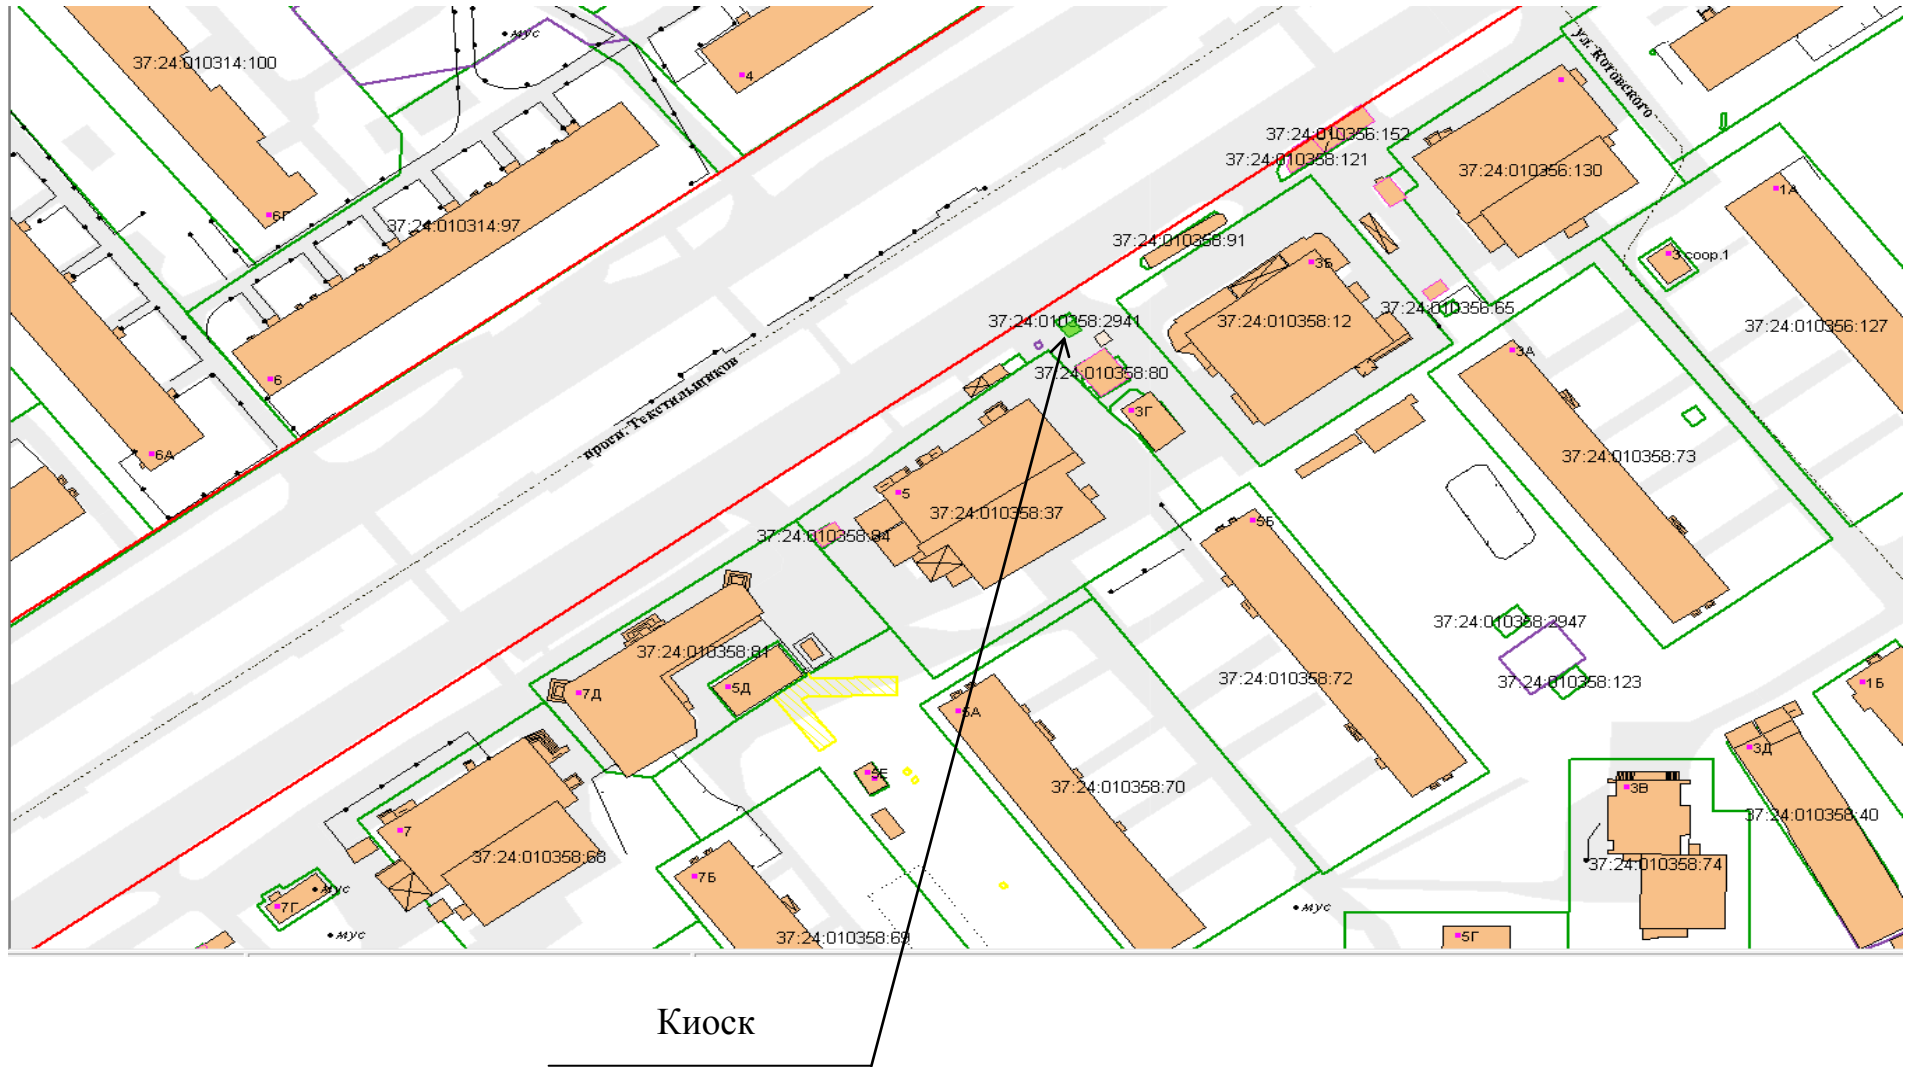 мус
37:24:010314:100
4
ул. Котовского
37:24:010356:152
37:24:010358:121
37:24:010356:130
1А
6Г
37:24:010314:97
37:24:010358:91
3Б
3 соор.1
37:24:010356:65
37:24:010358:2941
37:24:010358:12
37:24:010356:127
3А
просп. Текстильщиков
37:24:010358:80
6
3Г
6А
37:24:010358:73
5
37:24:010358:37
5Б
37:24:010358:84
37:24:010358:2947
37:24:010358:81
37:24:010358:72
37:24:010358:123
1Б
5Д
7Д
5А
3Д
5Е
37:24:010358:70
3В
37:24:010358:40
7
37:24:010358:68
37:24:010358:74
7Б
мус
7Г
мус
мус
37:24:010358:69
5Г
Киоск